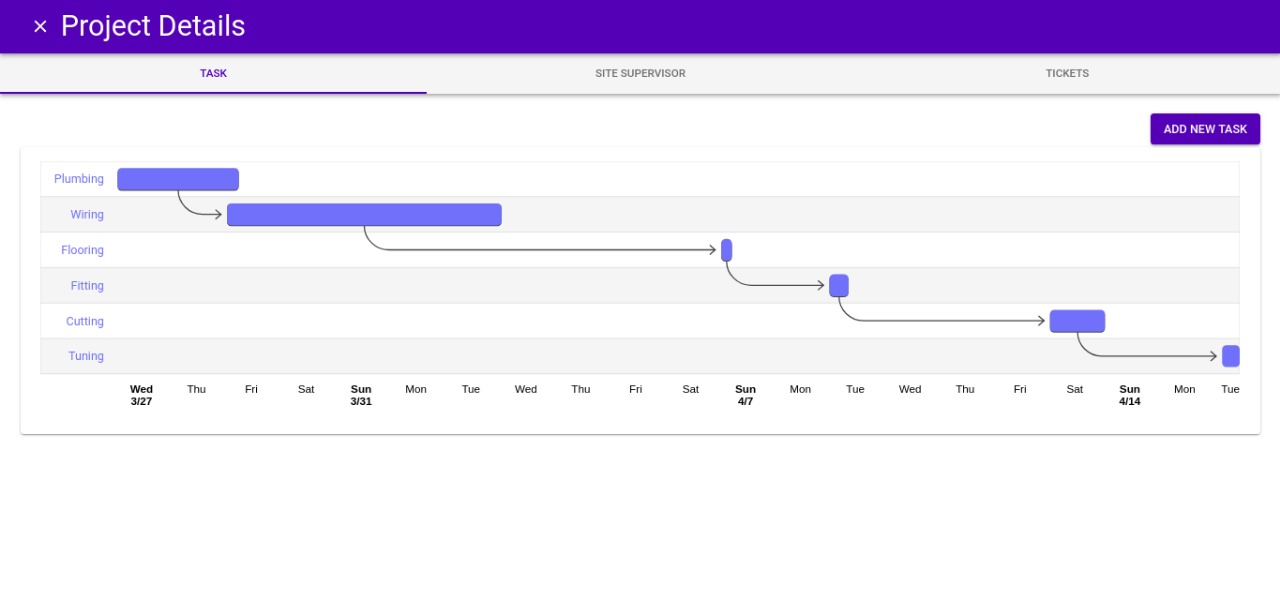 Project Details
TASK
SITE SUPERVISOR
TICKETS
ADD NEW TASK
Plumbing
Wiring
Flooring
Fitting
Cutting
Tuning
Wed Thu Fri Sat Sun Mon Tue Wed Thu Fri Sat Sun Mon Tue Wed Thu Fri Sat Sun Mon Tue
3/27 3/31 4/7 4/14